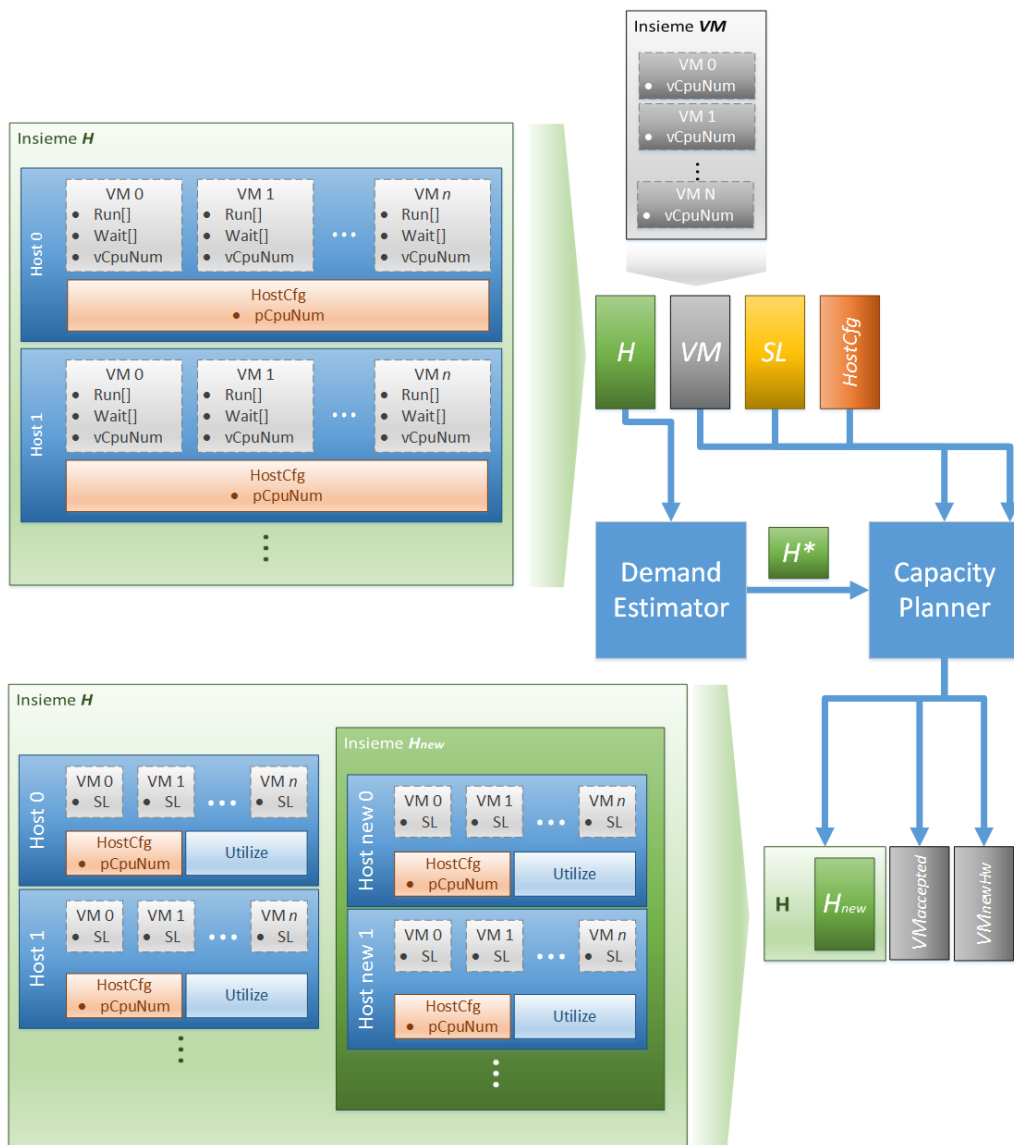 Insieme VM
VM 0
• vCpuNum
VM 1
• vCpuNum
⋮
VM N
• vCpuNum
Insieme H
Host 0
VM 0
• Run[]
• Wait[]
• vCpuNum
VM 1
• Run[]
• Wait[]
• vCpuNum
...
VM n
• Run[]
• Wait[]
• vCpuNum
HostCfg
• pCpuNum
Host 1
VM 0
• Run[]
• Wait[]
• vCpuNum
VM 1
• Run[]
• Wait[]
• vCpuNum
...
VM n
• Run[]
• Wait[]
• vCpuNum
HostCfg
• pCpuNum
⋮
H
VM
SL
HostCfg
Demand
Estimator
H*
Capacity
Planner
Insieme H
Host 0
VM 0
• SL
VM 1
• SL
...
VM n
• SL
HostCfg
• pCpuNum
Utilize
Host 1
VM 0
• SL
VM 1
• SL
...
VM n
• SL
HostCfg
• pCpuNum
Utilize
⋮
Insieme Hnew
Host new 0
VM 0
• SL
VM 1
• SL
...
VM n
• SL
HostCfg
• pCpuNum
Utilize
Host new 1
VM 0
• SL
VM 1
• SL
...
VM n
• SL
HostCfg
• pCpuNum
Utilize
⋮
H
Hnew
VMaccepted
VMnewHw